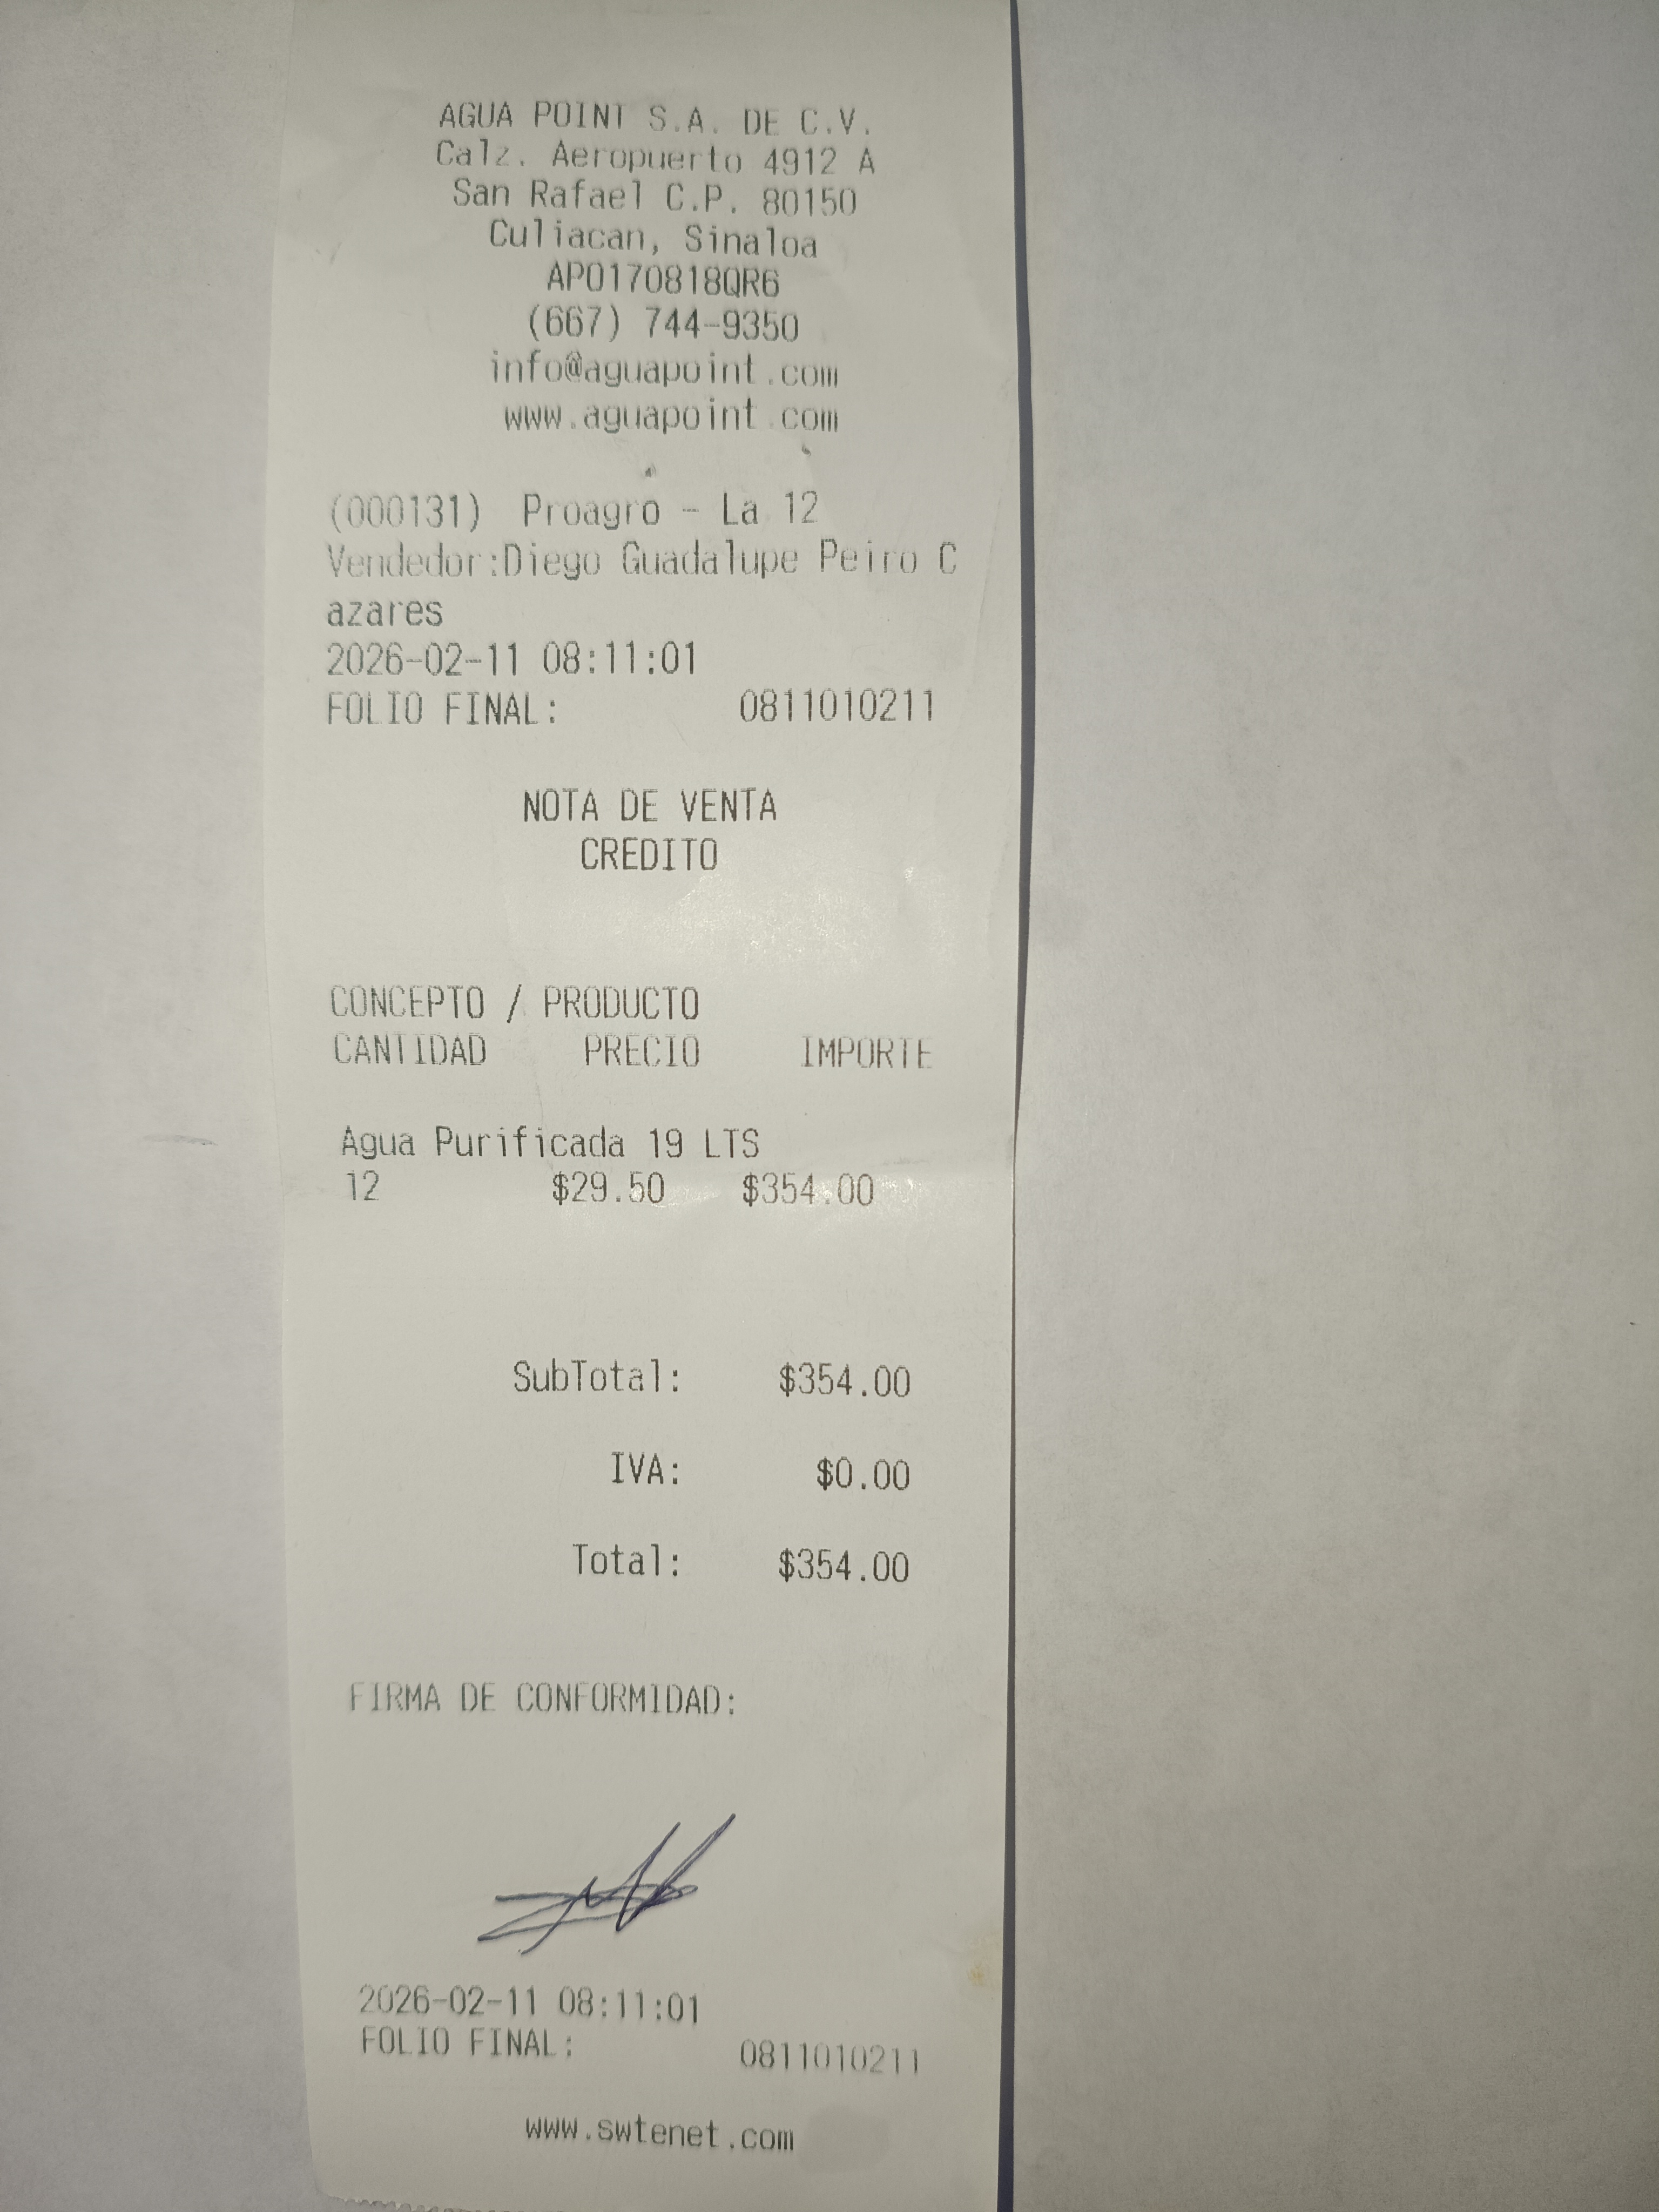 AGUA POINT S.A. DE C.V.
Calz. Aeropuerto 4912 A
San Rafael C.P. 80150
Culiacan, Sinaloa
APO170818QR6
(667) 744-9350
info@aguapoint.com
www.aguapoint.com
(000131) Proagro - La 12
Vendedor:Diego Guadalupe Peiro C
azares
2026-02-11 08:11:01
FOLIO FINAL: 0811010211
NOTA DE VENTA
CREDITO
CONCEPTO / PRODUCTO
CANTIDAD PRECIO IMPORTE
Agua Purificada 19 LTS
12 $29.50 $354.00
SubTotal: $354.00
IVA: $0.00
Total: $354.00
FIRMA DE CONFORMIDAD:
2026-02-11 08:11:01
FOLIO FINAL: 0811010211
www.swtenet.com